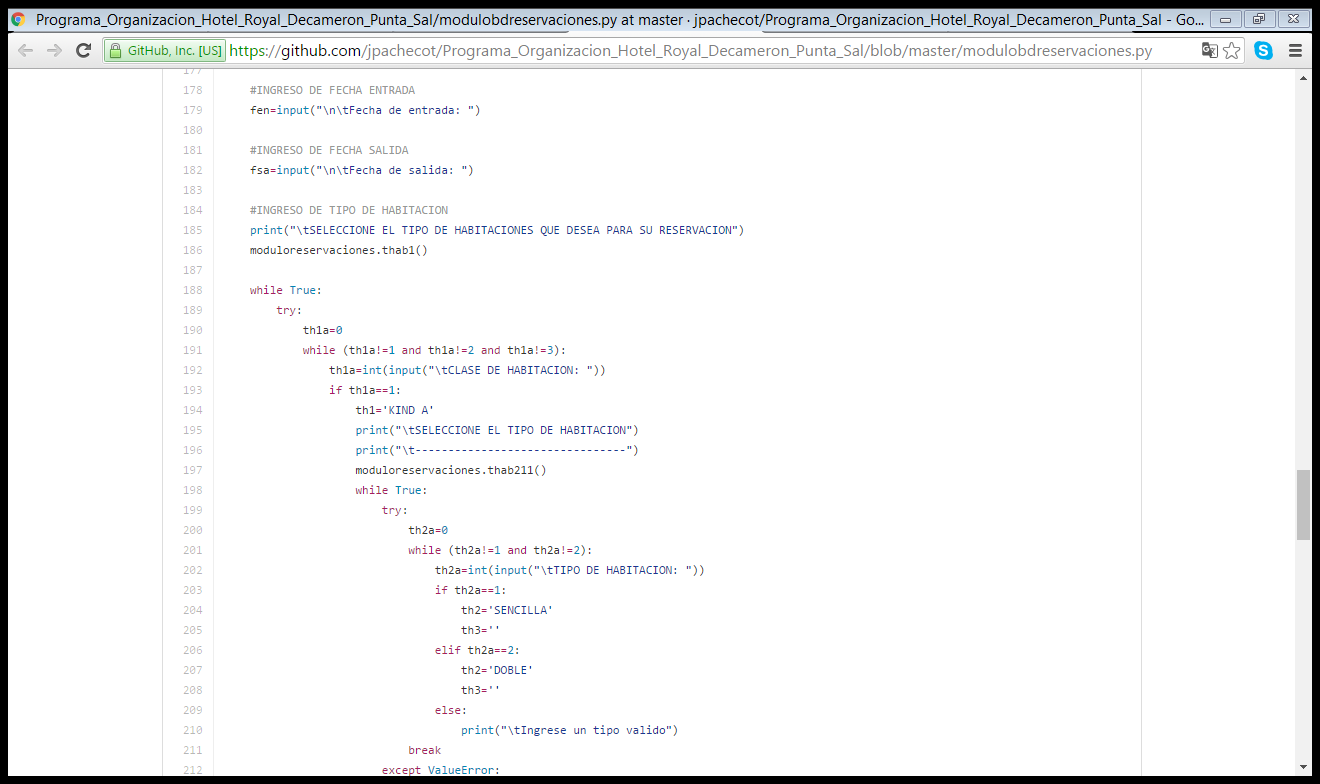 Programa_Organizacion_Hotel_Royal_Decameron_Punta_Sal/modulobdreservaciones.py at master · jpachecot/Programa_Organizacion_Hotel_Royal_Decameron_Punta_Sal - Go...
GitHub, Inc. [US] https://github.com/jpachecot/Programa_Organizacion_Hotel_Royal_Decameron_Punta_Sal/blob/master/modulobdreservaciones.py
177
178 #INGRESO DE FECHA ENTRADA
179 fen=input("\n\tFecha de entrada: ")
180
181 #INGRESO DE FECHA SALIDA
182 fsa=input("\n\tFecha de salida: ")
183
184 #INGRESO DE TIPO DE HABITACION
185 print("\tSELECCIONE EL TIPO DE HABITACIONES QUE DESEA PARA SU RESERVACION")
186 moduloreservaciones.thab1()
187
188 while True:
189 try:
190 th1a=0
191 while (th1a!=1 and th1a!=2 and th1a!=3):
192 th1a=int(input("\tCLASE DE HABITACION: "))
193 if th1a==1:
194 th1='KIND A'
195 print("\tSELECCIONE EL TIPO DE HABITACION")
196 print("\t--------------------------------")
197 moduloreservaciones.thab211()
198 while True:
199 try:
200 th2a=0
201 while (th2a!=1 and th2a!=2):
202 th2a=int(input("\tTIPO DE HABITACION: "))
203 if th2a==1:
204 th2='SENCILLA'
205 th3=''
206 elif th2a==2:
207 th2='DOBLE'
208 th3=''
209 else:
210 print("\tIngrese un tipo valido")
211 break
212 except ValueError: